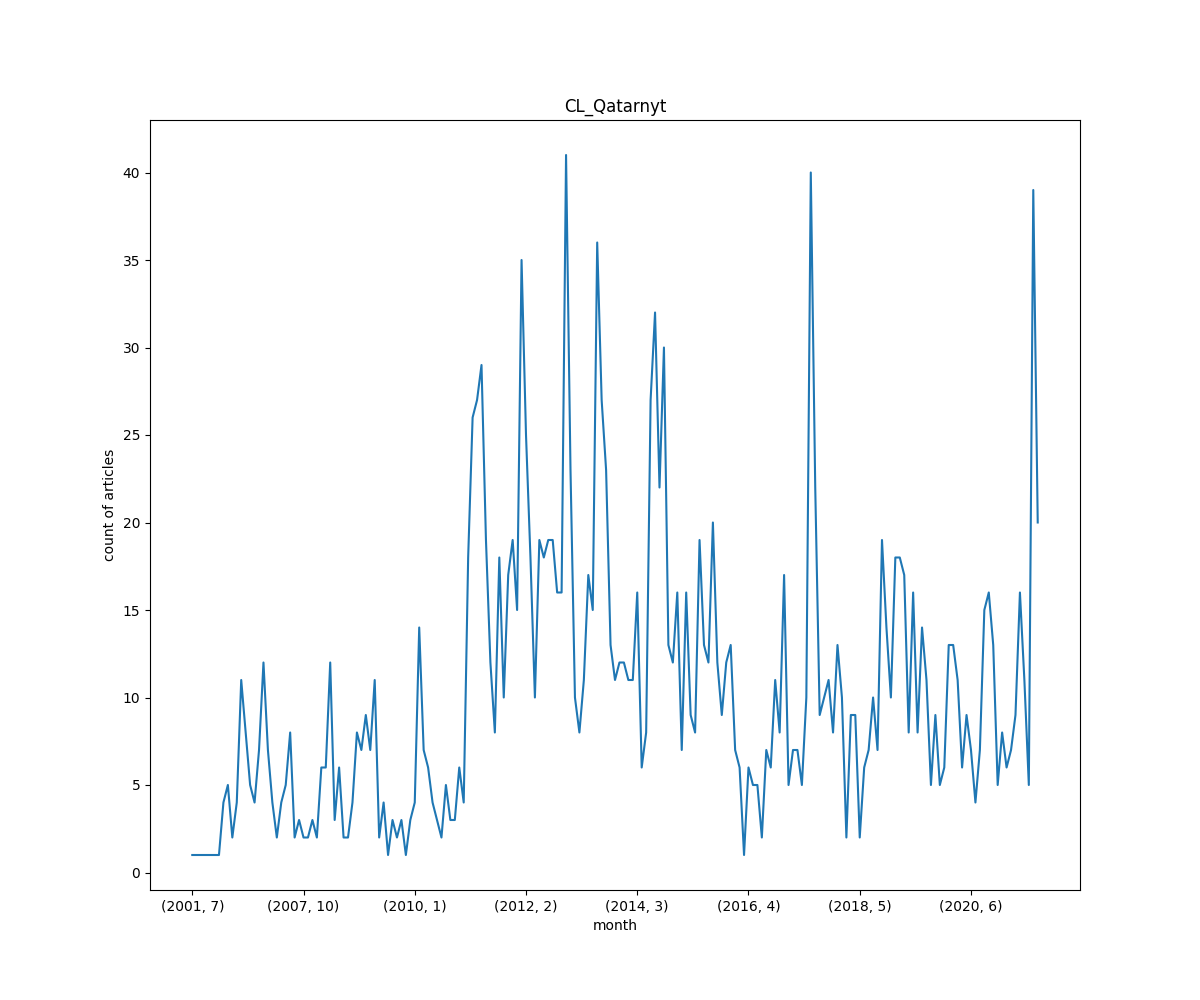 CL_Qatarnyt
count of articles
40
35
30
25
20
15
10
5
0
(2001, 7) (2007, 10) (2010, 1) (2012, 2) (2014, 3) (2016, 4) (2018, 5) (2020, 6)
month